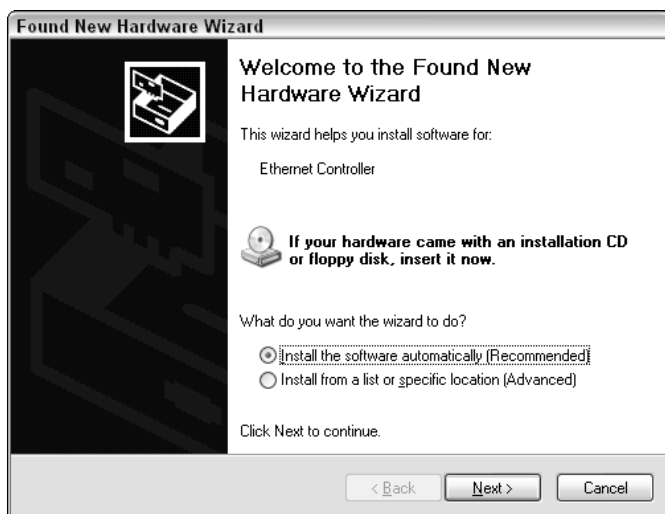 Found New Hardware Wizard
Welcome to the Found New
Hardware Wizard
This wizard helps you install software for:
Ethernet Controller
If your hardware came with an installation CD
or floppy disk, insert it now.
What do you want the wizard to do?
Install the software automatically (Recommended)
Install from a list or specific location (Advanced)
Click Next to continue.
< Back
Next >
Cancel